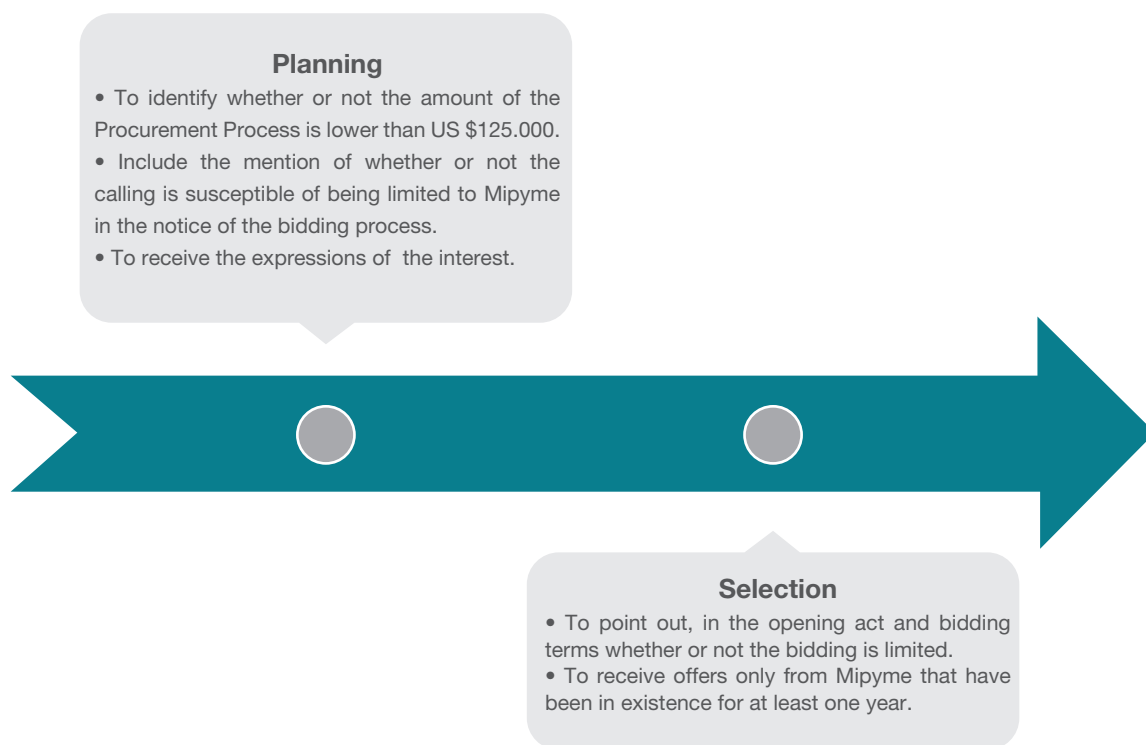 Planning
• To identify whether or not the amount of the
Procurement Process is lower than US $125.000.
• Include the mention of whether or not the
calling is susceptible of being limited to Mipyme
in the notice of the bidding process.
• To receive the expressions of the interest.
Selection
• To point out, in the opening act and bidding
terms whether or not the bidding is limited.
• To receive offers only from Mipyme that have
been in existence for at least one year.